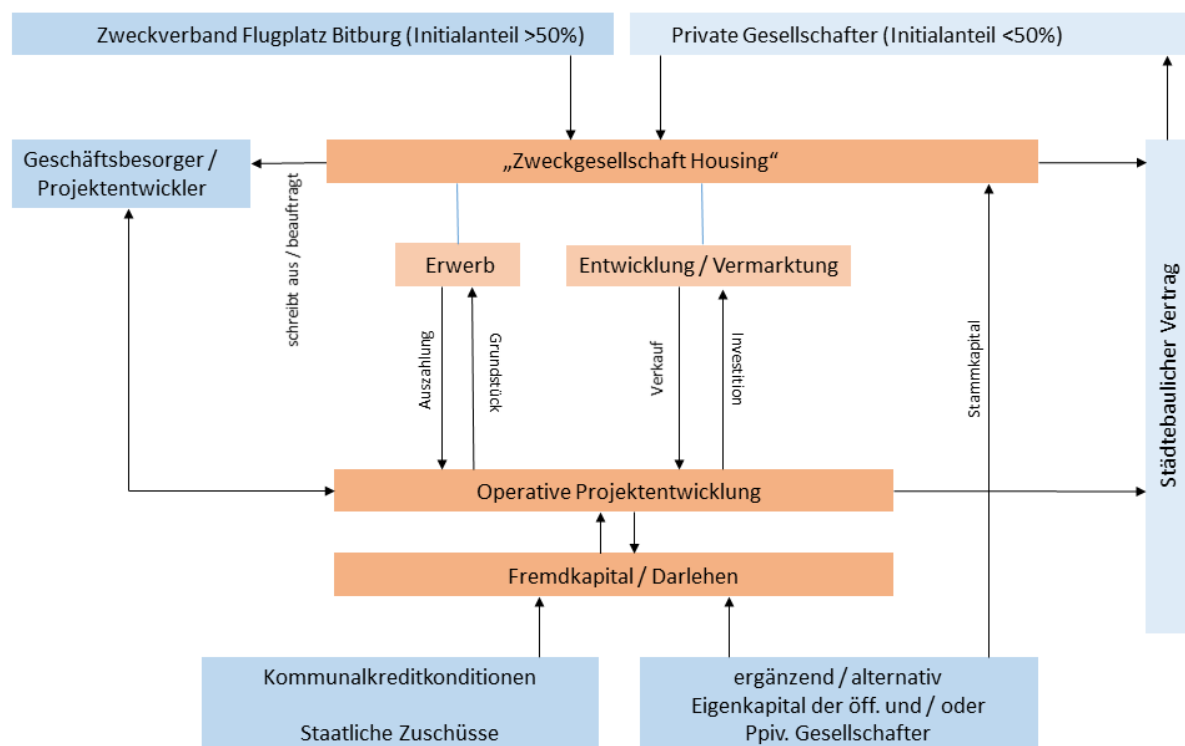 Zweckverband Flugplatz Bitburg (Initialanteil >50%)
Private Gesellschafter (Initialanteil <50%)
Geschäftsbesorger /
Projektentwickler
„Zweckgesellschaft Housing“
schreibt aus / beauftragt
Erwerb
Entwicklung / Vermarktung
Auszahlung
Grundstück
Verkauf
Investition
Stammkapital
Städtebaulicher Vertrag
Operative Projektentwicklung
Fremdkapital / Darlehen
Kommunalkreditkonditionen
Staatliche Zuschüsse
ergänzend / alternativ
Eigenkapital der öff. und / oder
Ppiv. Gesellschafter